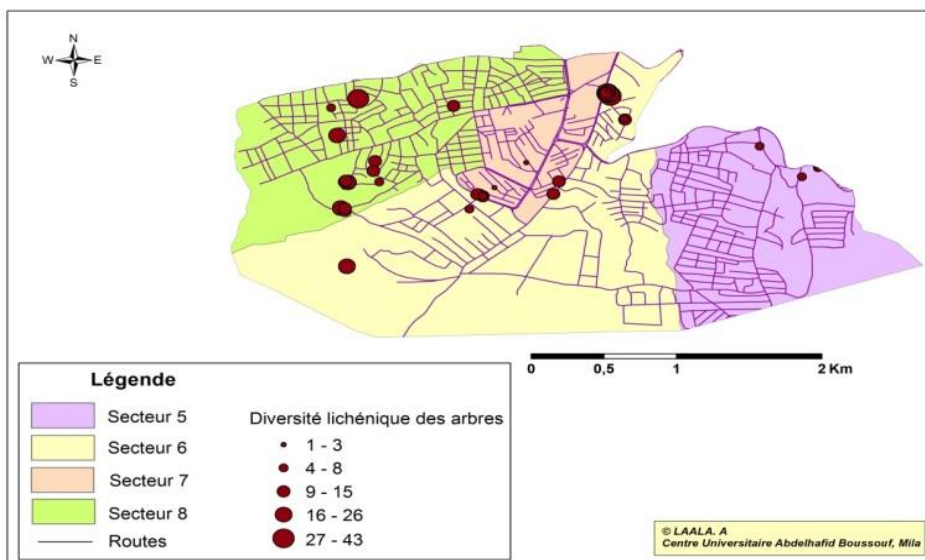 N
W E
S
0 0,5 1 2 Km
Légende
Secteur 5
Secteur 6
Secteur 7
Secteur 8
Routes
Diversité lichénique des arbres
1 - 3
4 - 8
9 - 15
16 - 26
27 - 43
© LAALA. A
Centre Universitaire Abdelhafid Boussouf, Mila